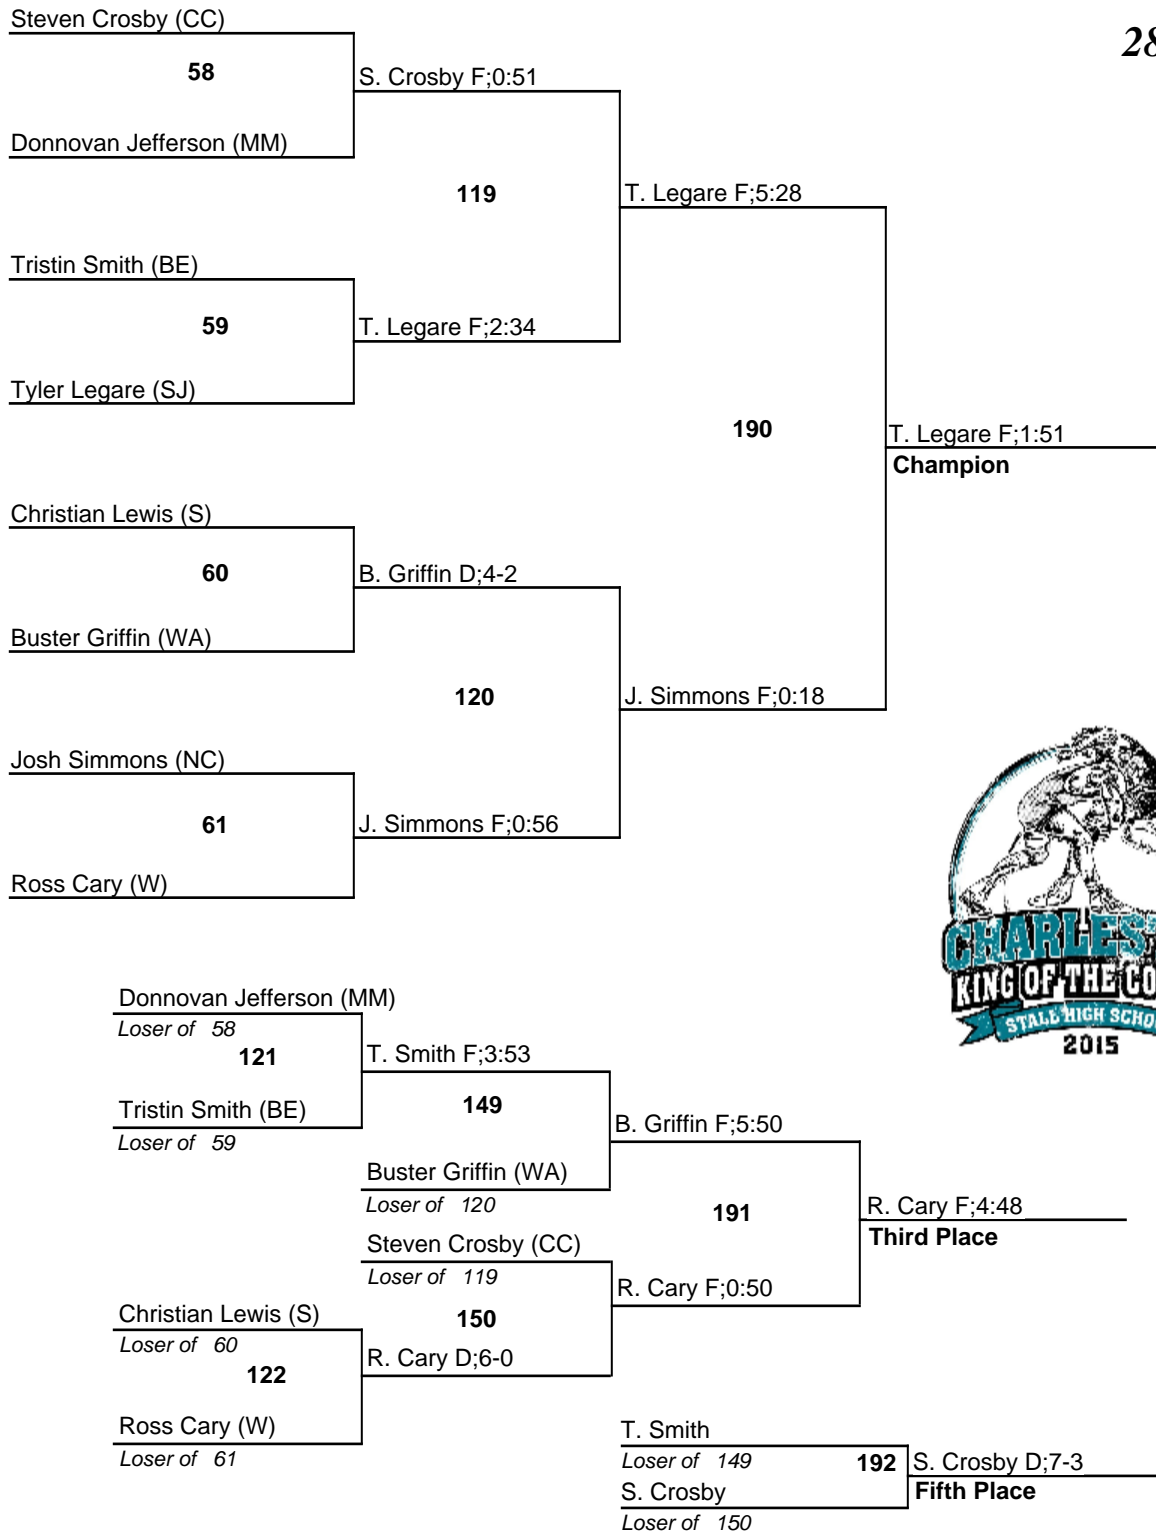 Steven Crosby (CC)
58
S. Crosby F;0:51
Donnovan Jefferson (MM)
119
T. Legare F;5:28
Tristin Smith (BE)
59
T. Legare F;2:34
Tyler Legare (SJ)
190
T. Legare F;1:51
Champion
Christian Lewis (S)
60
B. Griffin D;4-2
Buster Griffin (WA)
120
J. Simmons F;0:18
Josh Simmons (NC)
61
J. Simmons F;0:56
Ross Cary (W)
28
CHARLES
KING OF THE CO
STALL HIGH SCHO
2015
Donnovan Jefferson (MM)
Loser of 58
121
T. Smith F;3:53
Tristin Smith (BE)
Loser of 59
149
B. Griffin F;5:50
Buster Griffin (WA)
Loser of 120
191
R. Cary F;4:48
Third Place
Steven Crosby (CC)
Loser of 119
R. Cary F;0:50
Christian Lewis (S)
Loser of 60
150
R. Cary D;6-0
122
Ross Cary (W)
Loser of 61
T. Smith
Loser of 149
192
S. Crosby D;7-3
Fifth Place
S. Crosby
Loser of 150